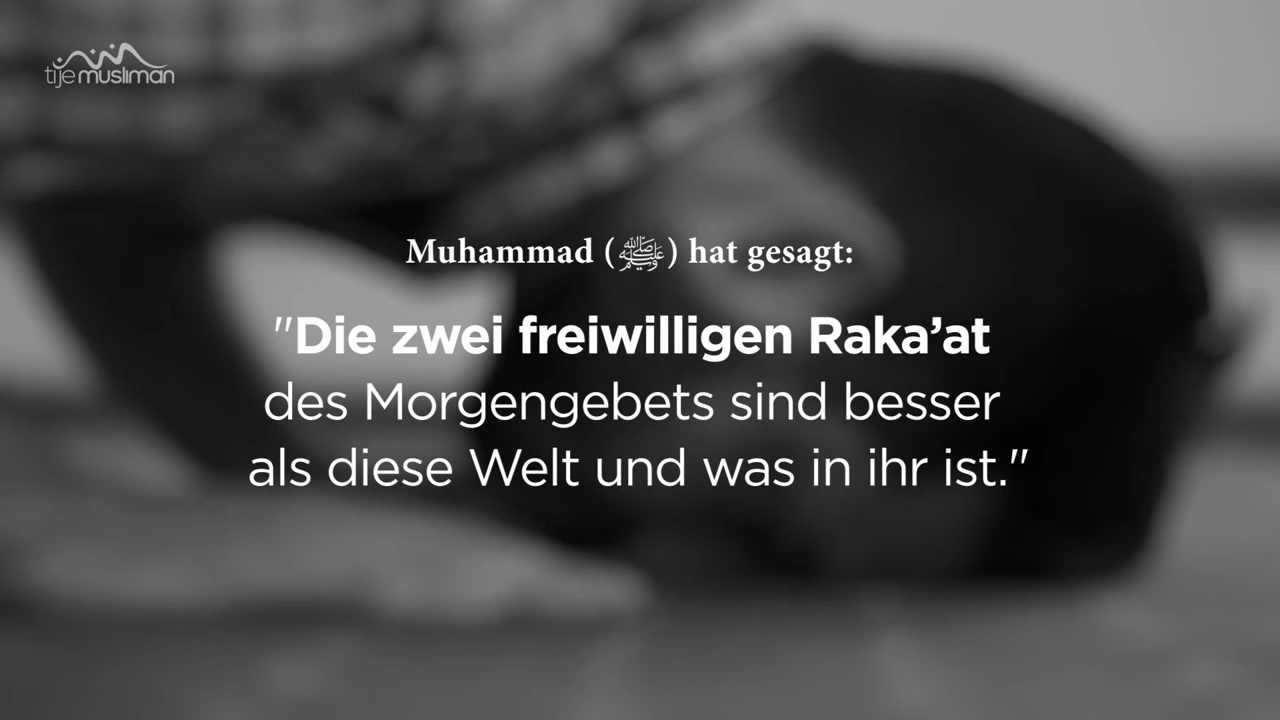 tijemusliman
Muhammad (ﷺ) hat gesagt:
"Die zwei freiwilligen Raka’at
des Morgengebets sind besser
als diese Welt und was in ihr ist."